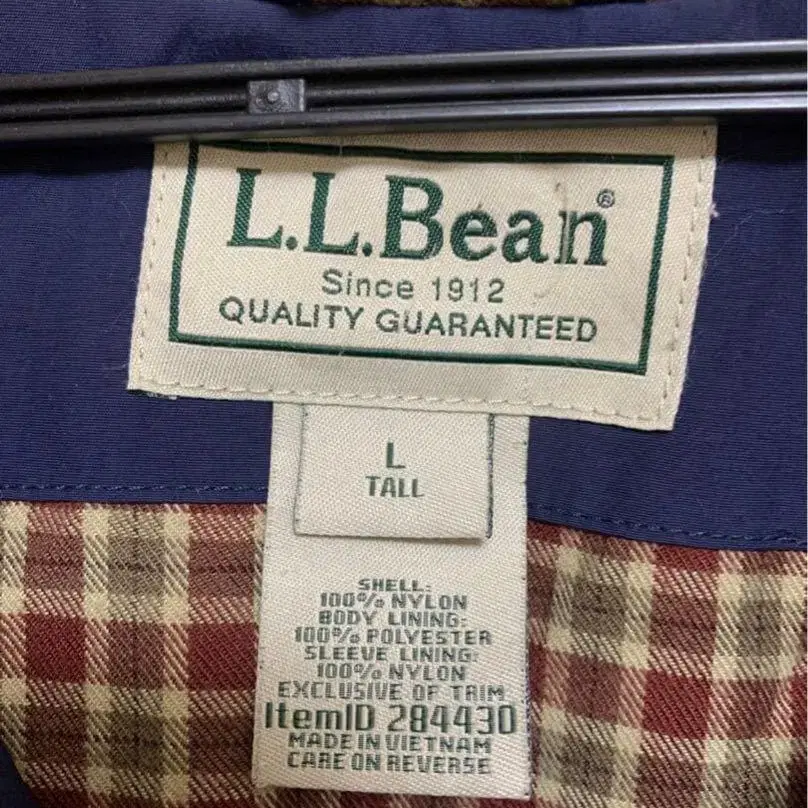 L.L.Bean®
Since 1912
QUALITY GUARANTEED
L
TALL
SHELL:
100% NYLON
BODY LINING:
100% POLYESTER
SLEEVE LINING:
100% NYLON
EXCLUSIVE OF TRIM
ItemID 284430
MADE IN VIETNAM
CARE ON REVERSE